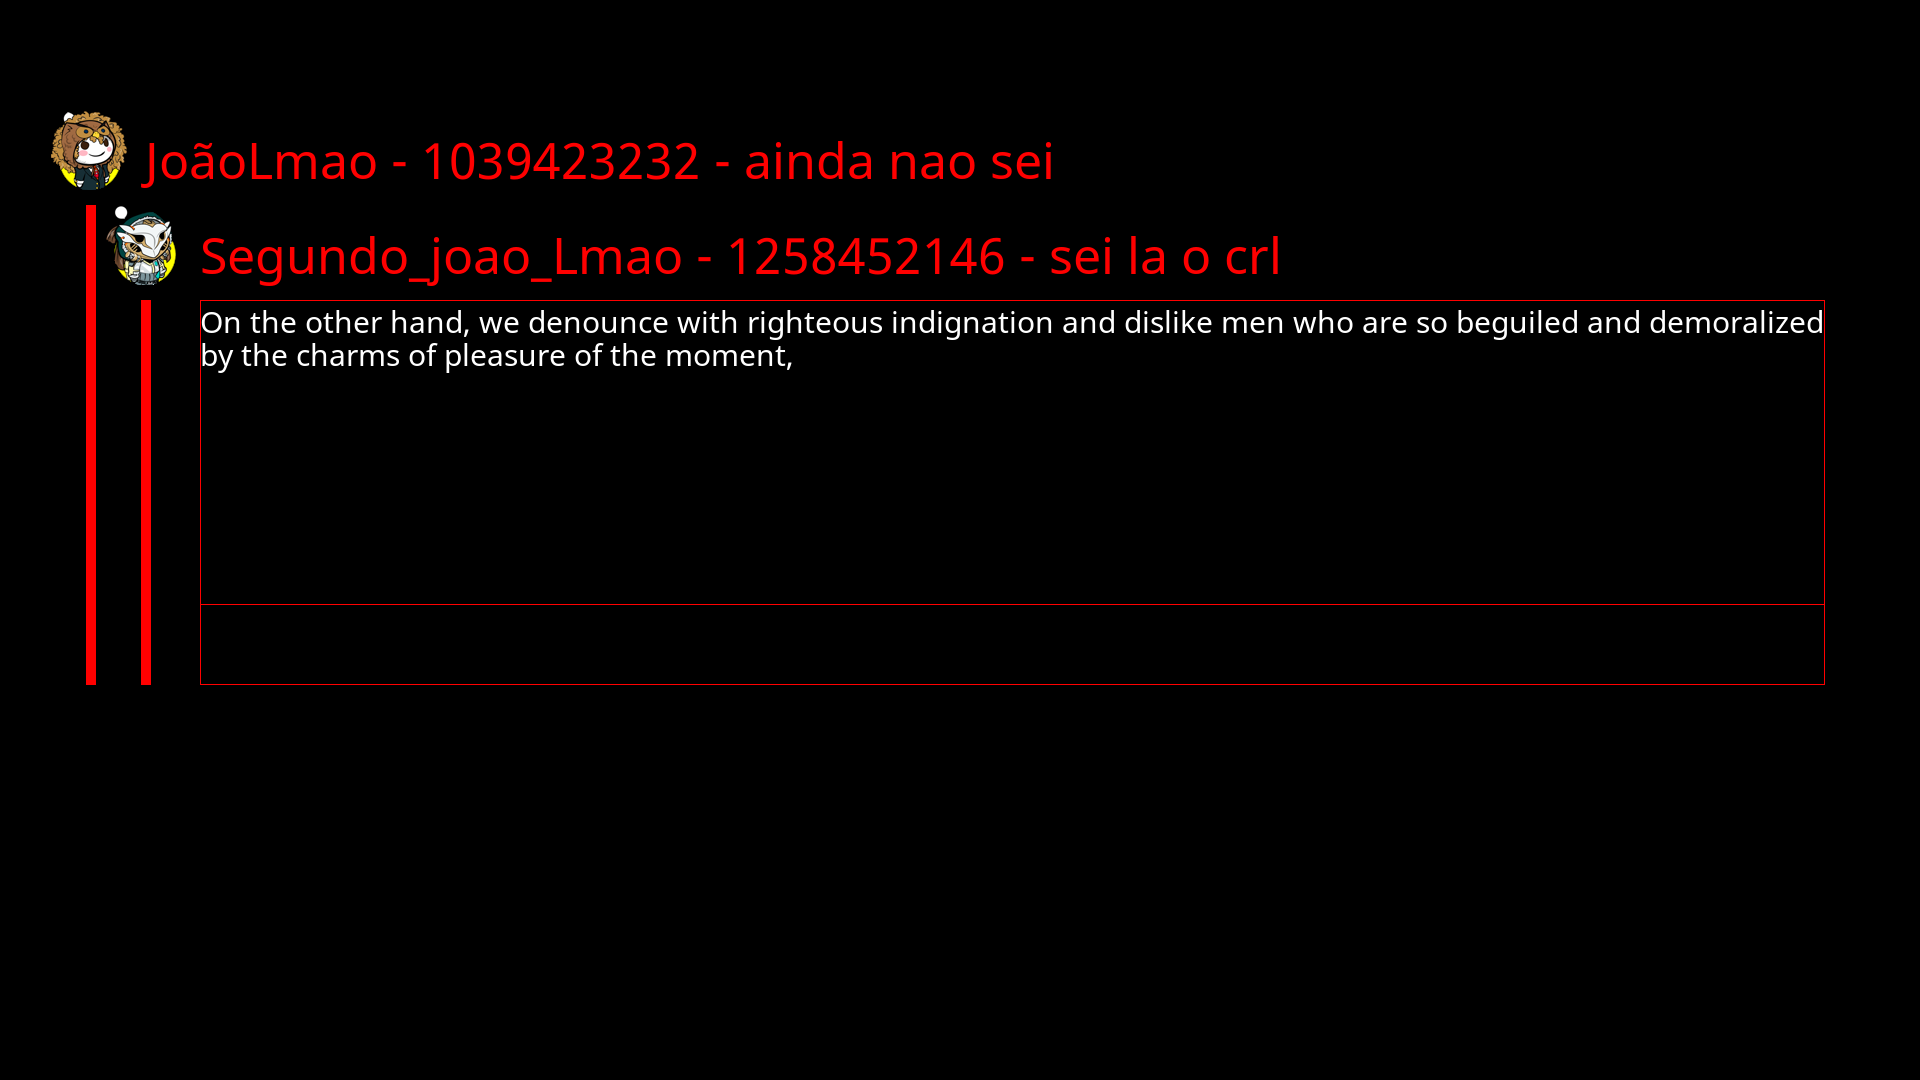 JoãoLmao - 1039423232 - ainda nao sei
Segundo_joao_Lmao - 1258452146 - sei la o crl
On the other hand, we denounce with righteous indignation and dislike men who are so beguiled and demoralized
by the charms of pleasure of the moment,